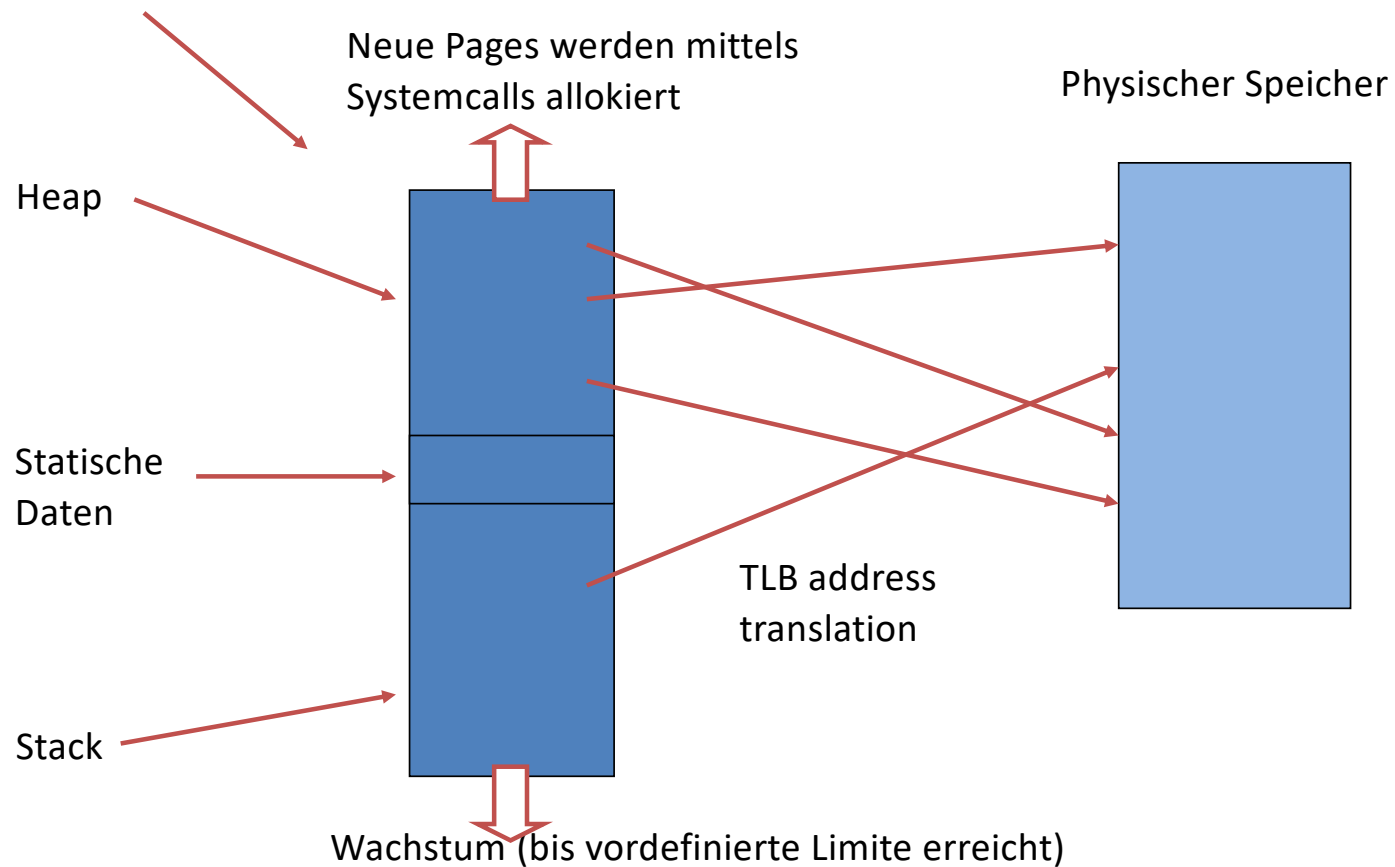 Neue Pages werden mittels
Systemcalls allokiert
Physischer Speicher
Heap
Statische
Daten
TLB address
translation
Stack
Wachstum (bis vordefinierte Limite erreicht)